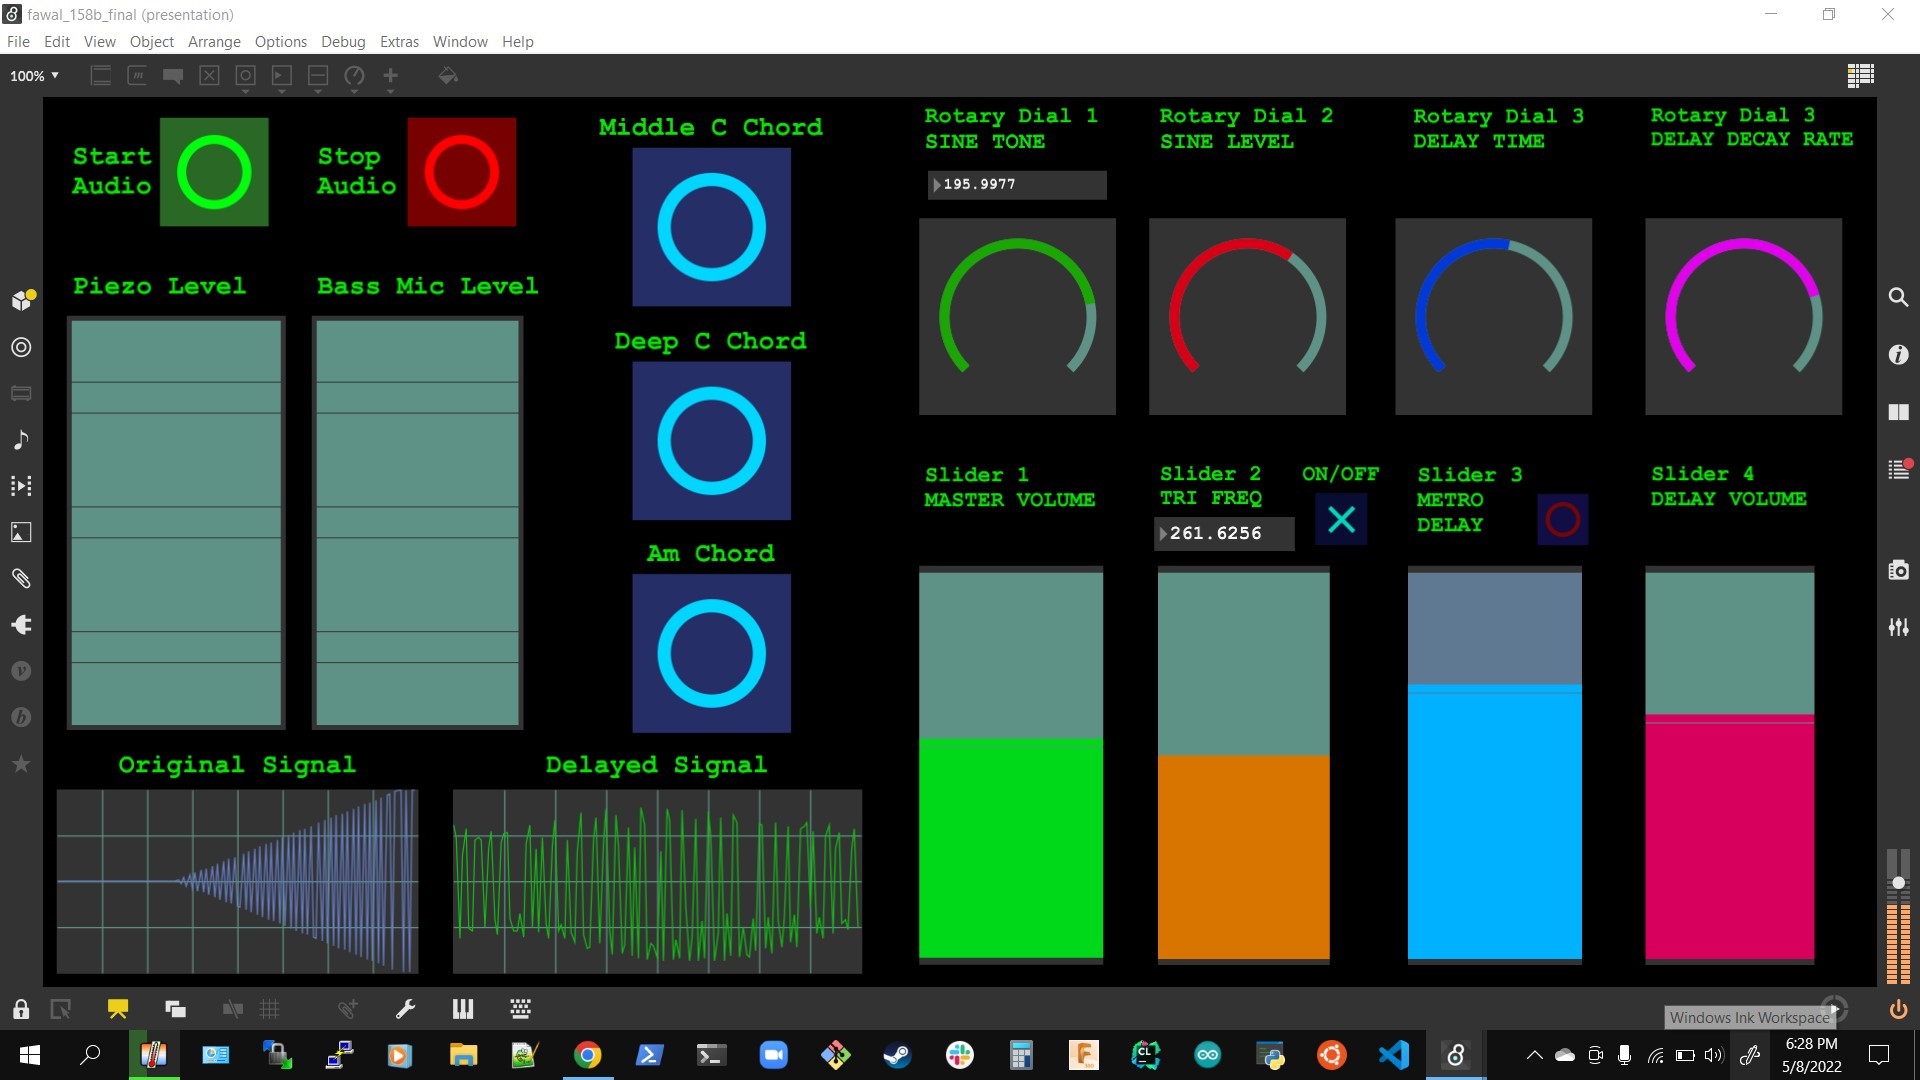 fawal_158b_final (presentation)
File Edit View Object Arrange Options Debug Extras Window Help
100%
Start
Audio
Stop
Audio
Middle C Chord
Rotary Dial 1
SINE TONE
195.9977
Rotary Dial 2
SINE LEVEL
Rotary Dial 3
DELAY TIME
Rotary Dial 3
DELAY DECAY RATE
Piezo Level
Bass Mic Level
Deep C Chord
Am Chord
Slider 1
MASTER VOLUME
Slider 2
TRI FREQ
261.6256
ON/OFF
Slider 3
METRO
DELAY
Slider 4
DELAY VOLUME
Original Signal
Delayed Signal
Windows Ink Workspace
6:28 PM
5/8/2022